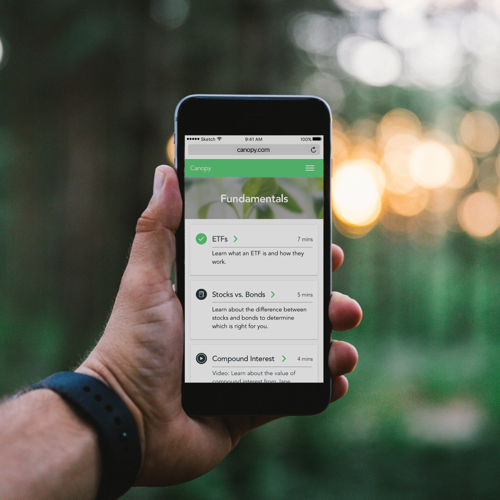 Sketch 9:41 AM 100%
canopy.com
Canopy
Fundamentals
ETFs 7 mins
Learn what an ETF is and how they
work.
Stocks vs. Bonds 5 mins
Learn about the difference between
stocks and bonds to determine
which is right for you.
Compound Interest 4 mins
Video: Learn about the value of
compound interest from Jane